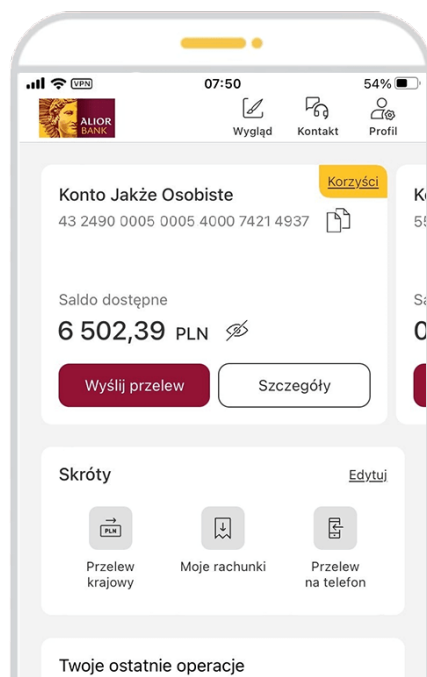 VPN
07:50
54%
ALIOR
BANK
Wygląd
Kontakt
Profil
Korzyści
Konto Jakże Osobiste
43 2490 0005 0005 4000 7421 4937
Saldo dostępne
6 502,39 PLN
Wyślij przelew
Szczegóły
Skróty
Edytuj
PLN
Przelew
krajowy
Moje rachunki
Przelew
na telefon
Twoje ostatnie operacje